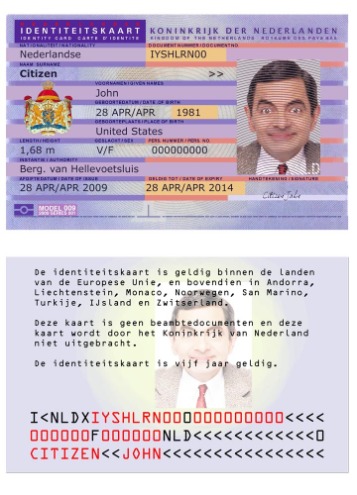 IDENTITEITSKAART KONINKRIJK DER NEDERLANDEN
IDENTITY CARD CARTE D'IDENTITE KINGDOM OF THE NETHERLANDS ROYAUME DES PAYS BAS
NATIONALITEIT/NATIONALITY DOCUMENTNUMMER/DOCUMENTNO
Nederlandse IYSHLRN00
NAAM SURNAME
Citizen >>
VOORNAMEN/GIVEN NAMES
John
GEBOORTEDATUM/DATE OF BIRTH
28 APR/APR 1981
GEBOORTEPLAATS/PLACE OF BIRTH
United States
LENGTE/HEIGHT GESLACHT/SEX PERS NUMMER/PERS NO
1,68 m V/F 000000000
INSTANTIE/AUTHORITY
Berg. van Hellevoetsluis
AFGIFTEDATUM/DATE OF ISSUE GELDIG TOT/DATE OF EXPIRY HANDTEKENING/SIGNATURE
28 APR/APR 2009 28 APR/APR 2014
Citizen John
MODEL 009
De identiteitskaart is geldig binnen de landen
van de Europese Unie, en bovendien in Andorra,
Liechtenstein, Monaco, Noorwegen, San Marino,
Turkije, IJsland en Zwitserland.
Deze kaart is geen beambtedocumenten en deze
kaart wordt door het Koninkrijk van Nederland
niet uitgebracht.
De identiteitskaart is vijf jaar geldig.
I<NLDXIYSHLRN00000000000000<<<<
000000F000000NLD<<<<<<<<<<<0
CITIZEN<<JOHN<<<<<<<<<<<<<<<<<